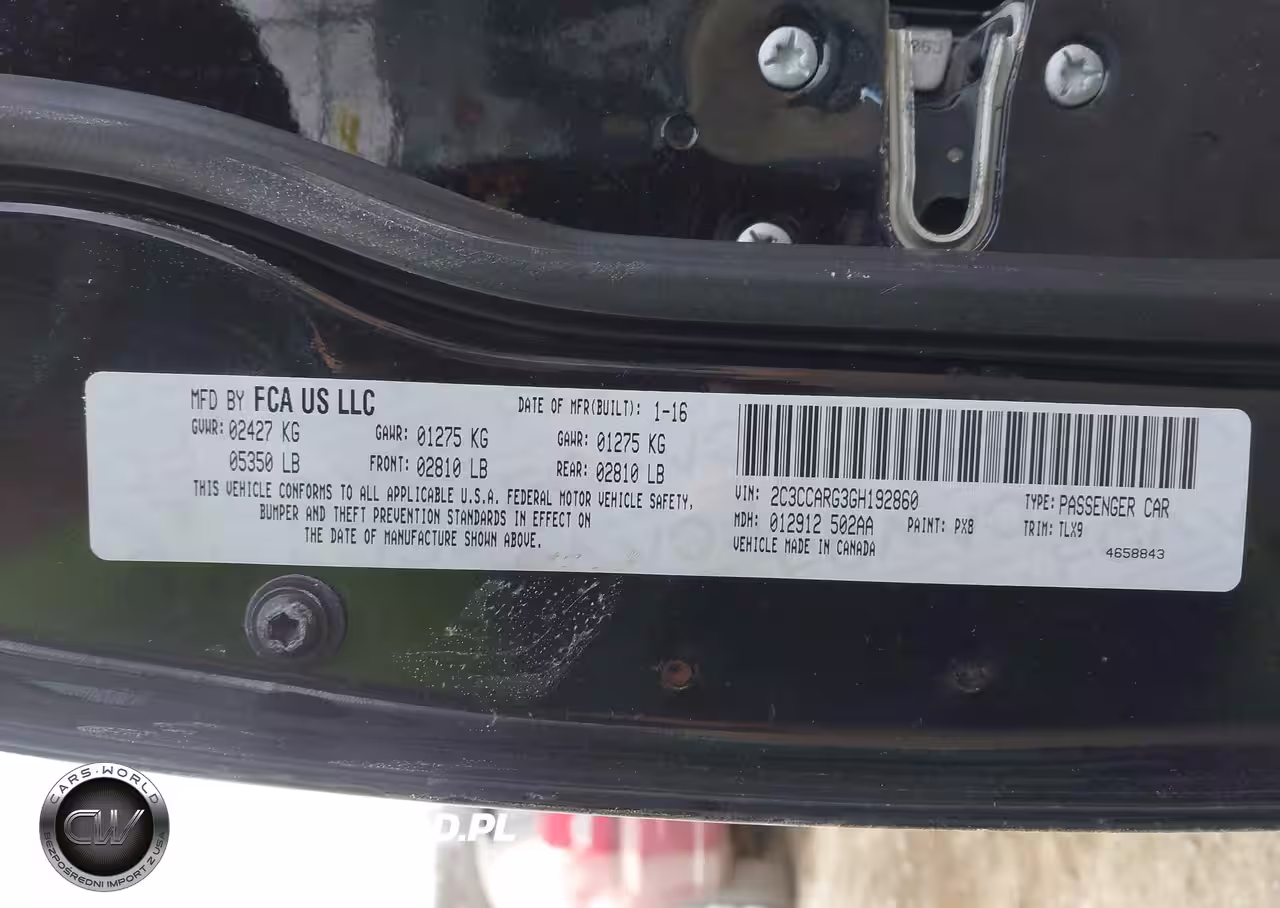 MFD BY FCA US LLC
DATE OF MFR(BUILT): 1-16
GVWR: 02427 KG
GAWR: 01275 KG
GAWR: 01275 KG
05350 LB
FRONT: 02810 LB
REAR: 02810 LB
THIS VEHICLE CONFORMS TO ALL APPLICABLE U.S.A. FEDERAL MOTOR VEHICLE SAFETY,
BUMPER AND THEFT PREVENTION STANDARDS IN EFFECT ON
THE DATE OF MANUFACTURE SHOWN ABOVE.
VIN: 2C3CCARG3GH192860
TYPE: PASSENGER CAR
MDH: 012912 502AA
PAINT: PX8
TRIM: TLX9
VEHICLE MADE IN CANADA
4658843
CARS-WORLD
CW
BEZPOŚREDNI IMPORT Z USA
D.PL